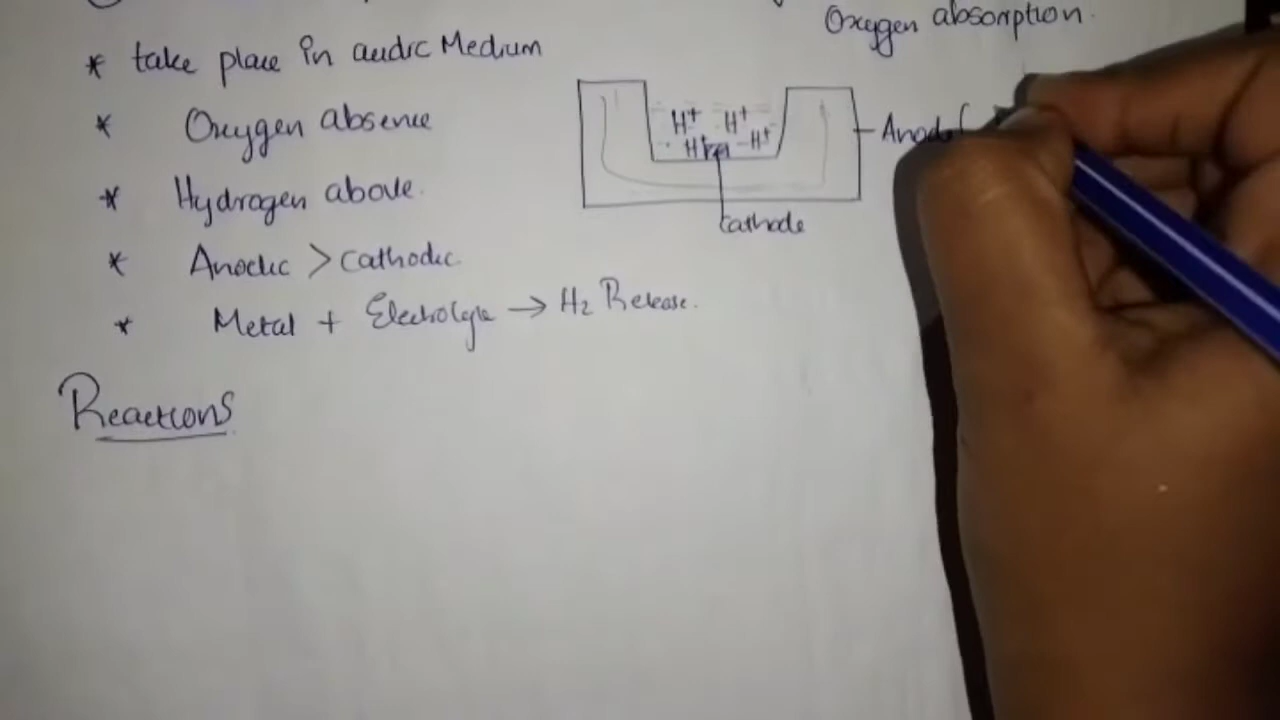 Oxygen absorption.
* take place in acidic Medium
* Oxygen absence
* Hydrogen above.
* Anodic > Cathodic.
* Metal + Electrolyte → H2 Release.
H+ H+
H+ H+
Anode (
Cathode
Reactions